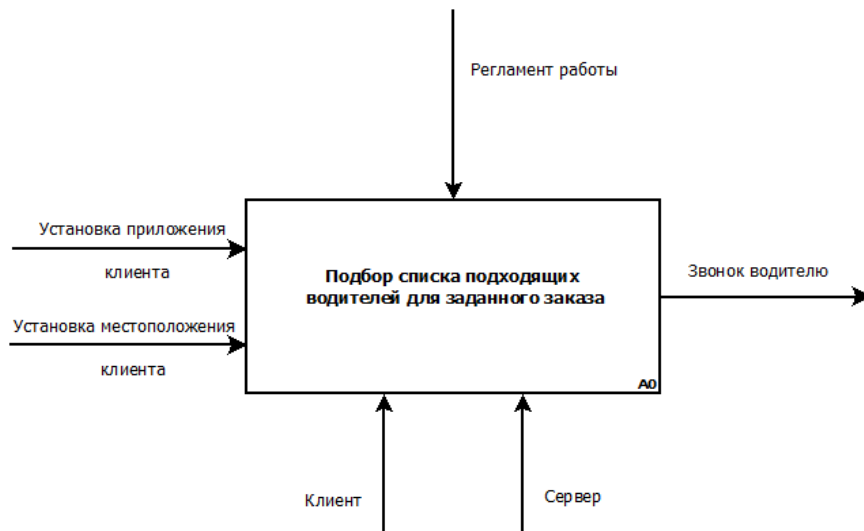 Регламент работы
Установка приложения
клиента
Подбор списка подходящих
водителей для заданного заказа
Звонок водителю
Установка местоположения
клиента
A0
Клиент
Сервер